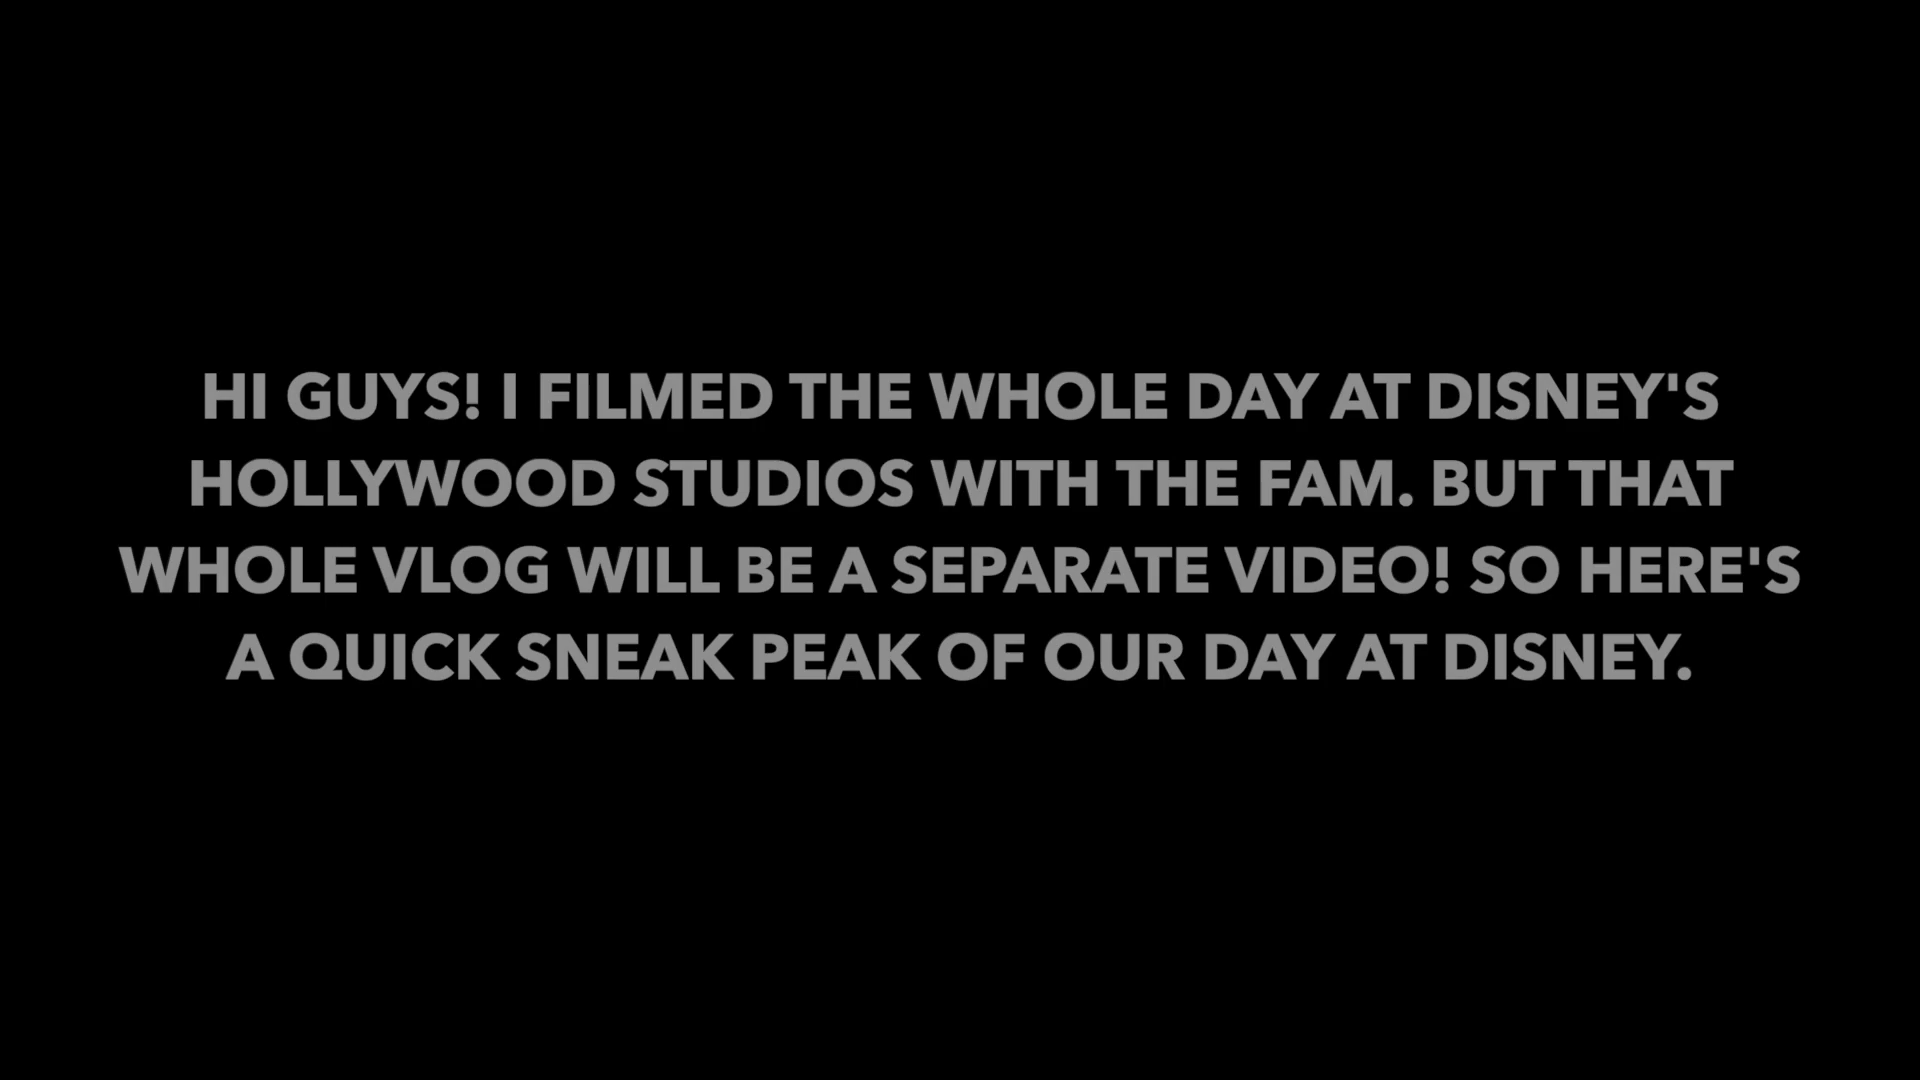 HI GUYS! I FILMED THE WHOLE DAY AT DISNEY'S
HOLLYWOOD STUDIOS WITH THE FAM. BUT THAT
WHOLE VLOG WILL BE A SEPARATE VIDEO! SO HERE'S
A QUICK SNEAK PEAK OF OUR DAY AT DISNEY.